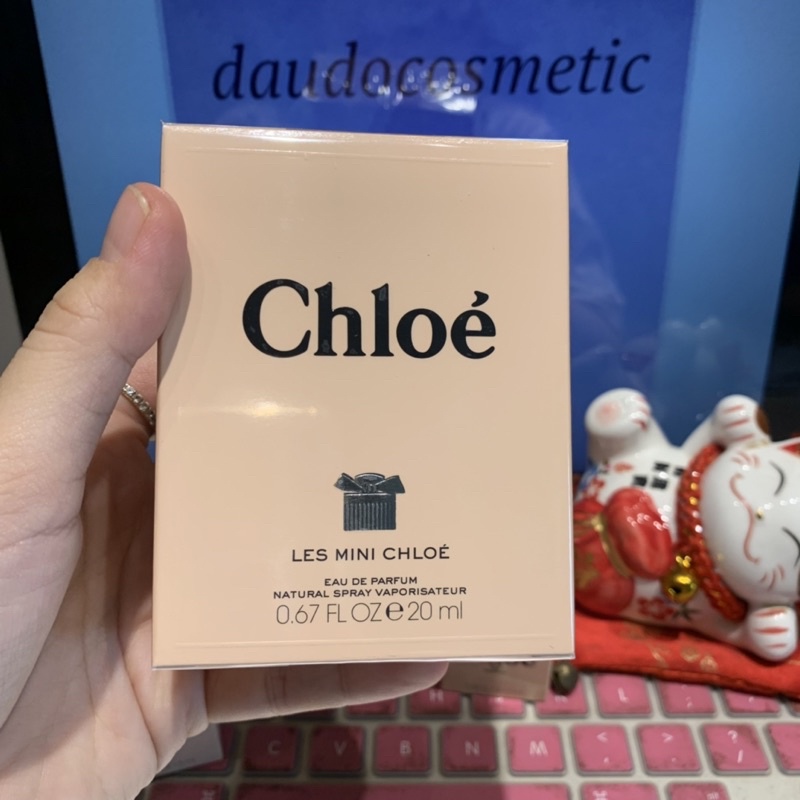 daudocosmetic
Chloé
LES MINI CHLOÉ
EAU DE PARFUM
NATURAL SPRAY VAPORISATEUR
0.67 FL OZ e 20 ml
C V B N M < > ?